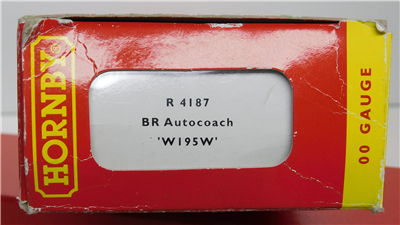 HORNBY®
R 4187
BR Autocoach
'W195W'
00 GAUGE